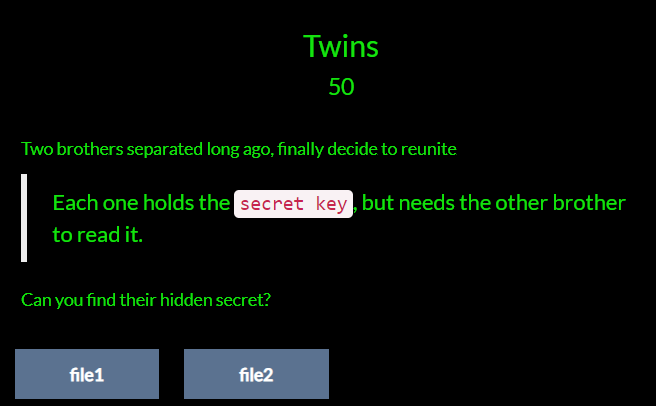 Twins
50
Two brothers separated long ago, finally decide to reunite
Each one holds the secret key, but needs the other brother
to read it.
Can you find their hidden secret?
file1 file2